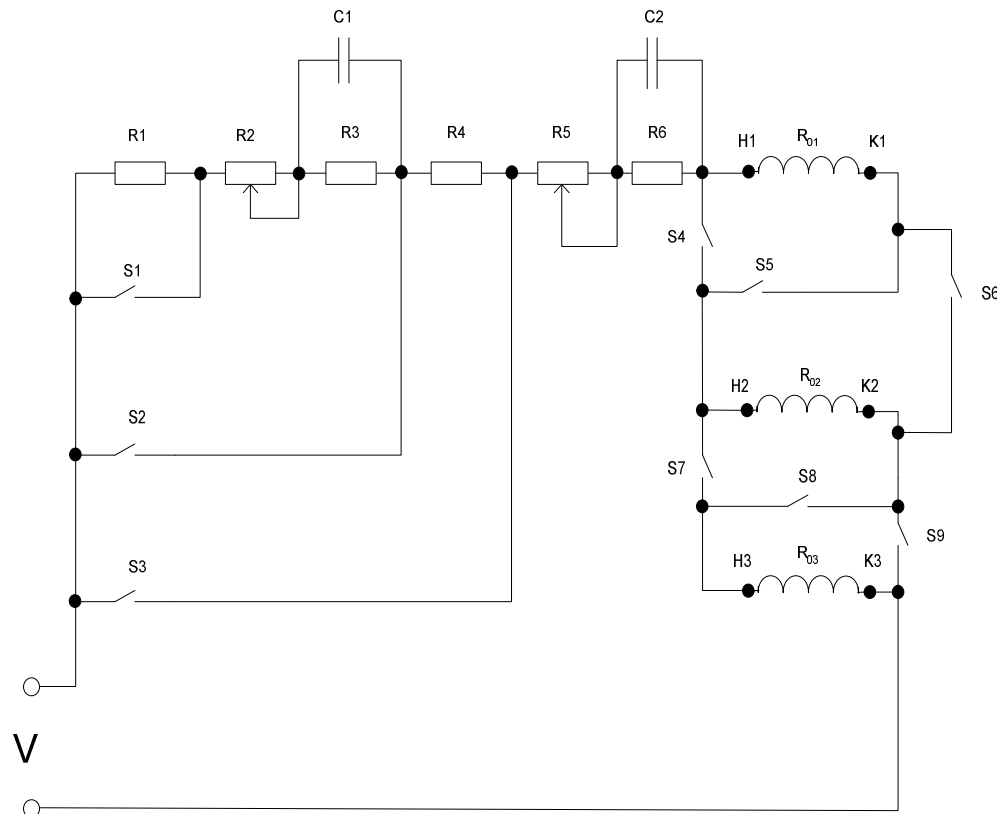 C1 C2
R1 R2 R3 R4 R5 R6 H1 R01 K1
S4
S1 S5
S6
H2 R02 K2
S2
S7 S8
S9
S3 H3 R03 K3
V